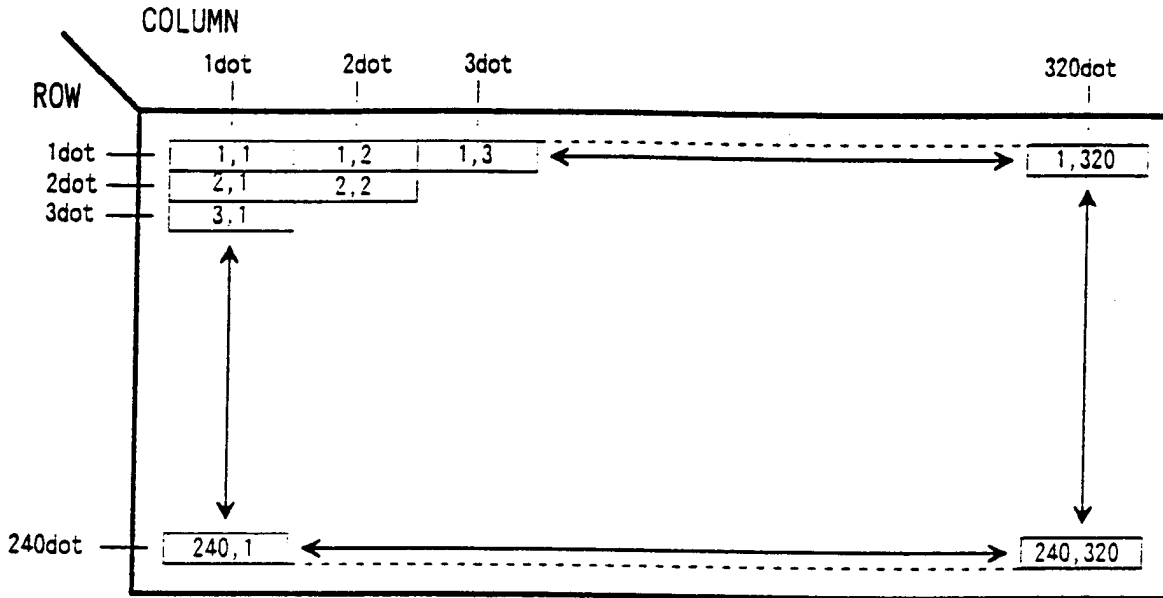 COLUMN
1dot 2dot 3dot 320dot
ROW
1dot 1,1 1,2 1,3 1,320
2dot 2,1 2,2
3dot 3,1
240dot 240,1 240,320